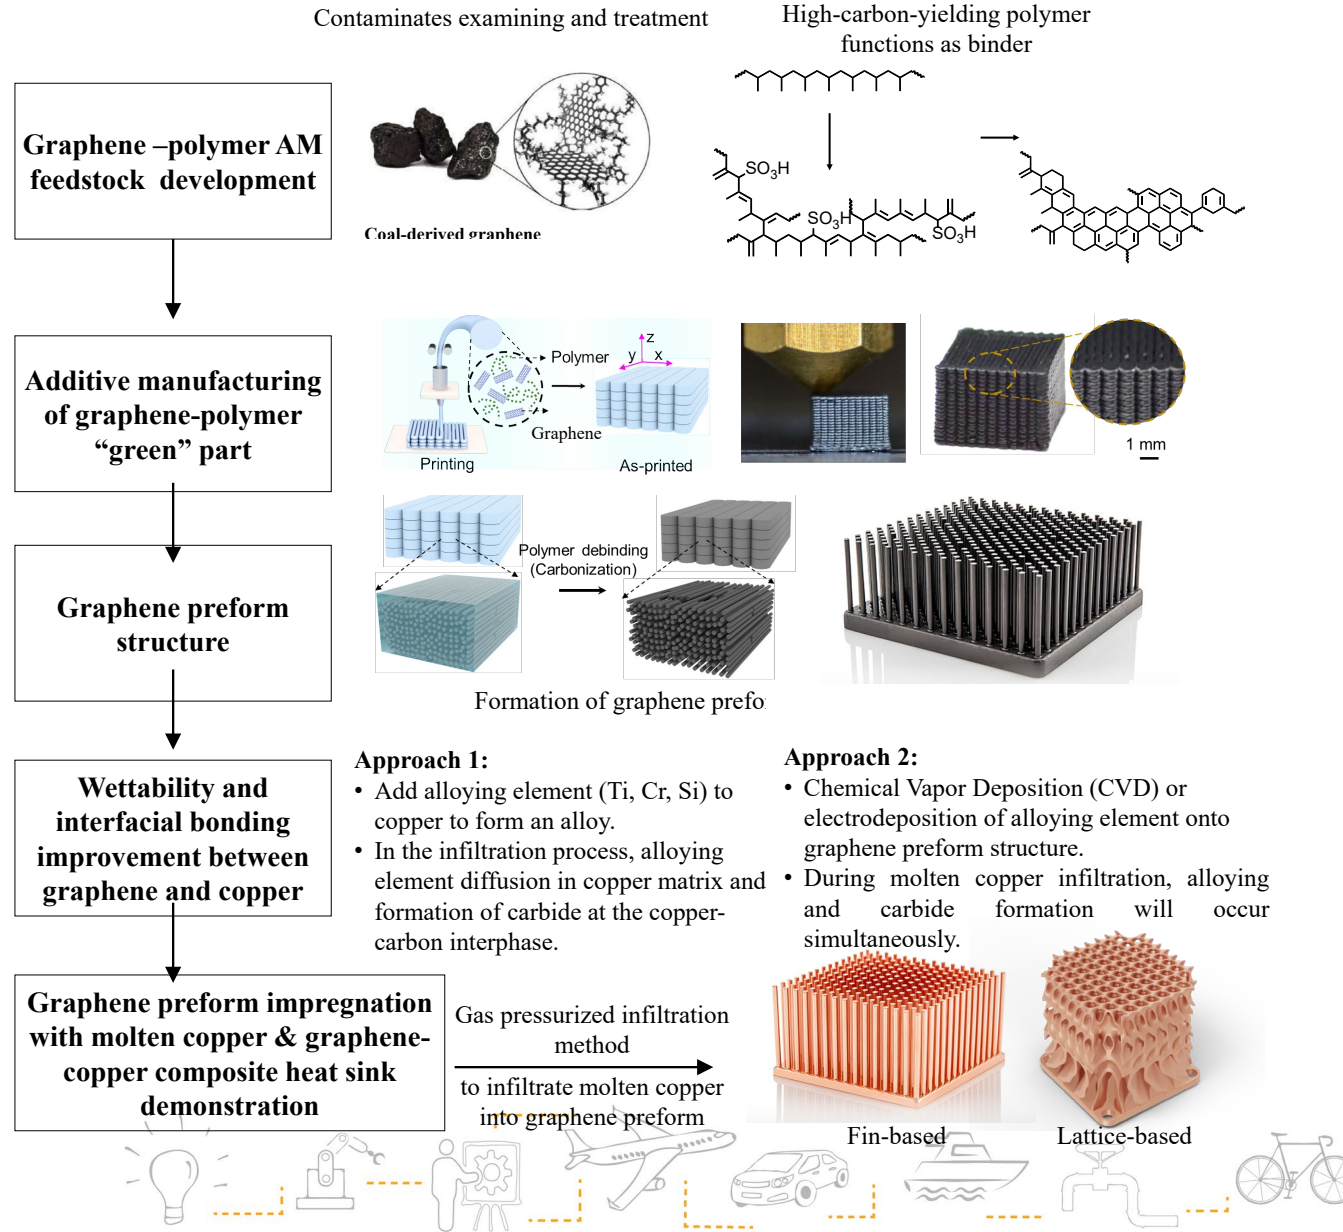 Contaminates examining and treatment
High-carbon-yielding polymer
functions as binder
Graphene –polymer AM
feedstock development
Coal-derived graphene
SO₃H
SO₃H
SO₃H
Additive manufacturing
of graphene-polymer
“green” part
Polymer
Graphene
Printing
z
y
x
As-printed
1 mm
Graphene preform
structure
Polymer debinding
(Carbonization)
Formation of graphene prefo
Wettability and
interfacial bonding
improvement between
graphene and copper
Approach 1:
• Add alloying element (Ti, Cr, Si) to
copper to form an alloy.
• In the infiltration process, alloying
element diffusion in copper matrix and
formation of carbide at the copper-
carbon interphase.
Approach 2:
• Chemical Vapor Deposition (CVD) or
electrodeposition of alloying element onto
graphene preform structure.
• During molten copper infiltration, alloying
and carbide formation will occur
simultaneously.
Graphene preform impregnation
with molten copper & graphene-
copper composite heat sink
demonstration
Gas pressurized infiltration
method
to infiltrate molten copper
into graphene preform
Fin-based
Lattice-based